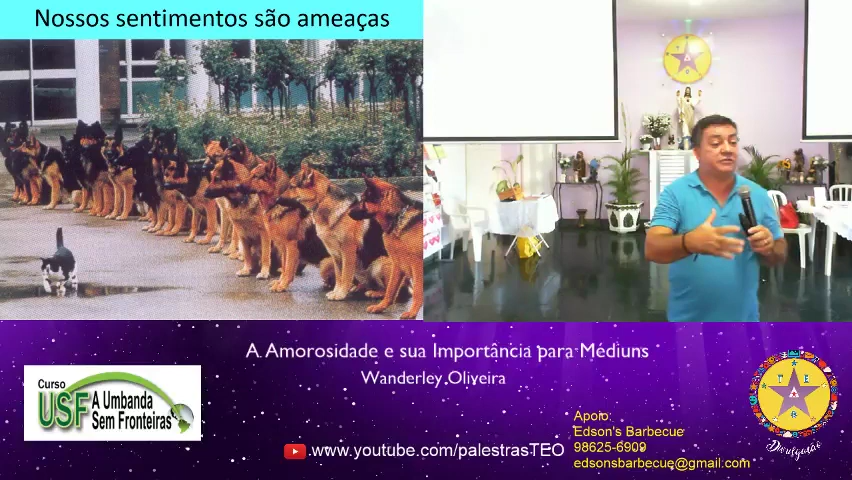 Nossos sentimentos são ameaças
A Amorosidade e sua Importância para Médiuns
Wanderley Oliveira
Curso
USF A Umbanda
Sem Fronteiras
www.youtube.com/palestrasTEO
Apoio:
Edson's Barbecue
98625-6909
edsonsbarbecue@gmail.com
Divulgação